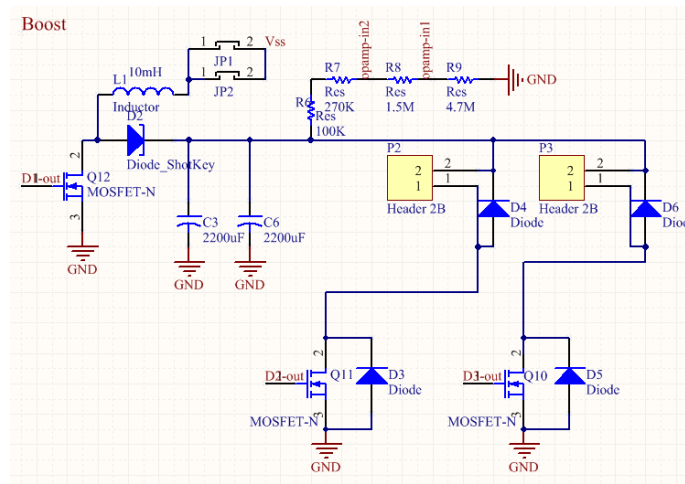 Boost
10mH
L1
Inductor
1 2 Vss
JP1
1 2
JP2
opamp-in2
opamp-in1
R7
Res
270K
R8
Res
1.5M
R9
Res
4.7M
GND
R6
Res
100K
D2
Diode_ShotKey
2
D1-out
Q12
MOSFET-N
3
GND
C3
2200uF
GND
C6
2200uF
GND
P2
2 2
1 1
Header 2B
D4
Diode
P3
2 2
1 1
Header 2B
D6
Diod
2
D2-out
Q11
MOSFET-N
3
D3
Diode
GND
2
D3-out
Q10
MOSFET-N
3
D5
Diode
GND